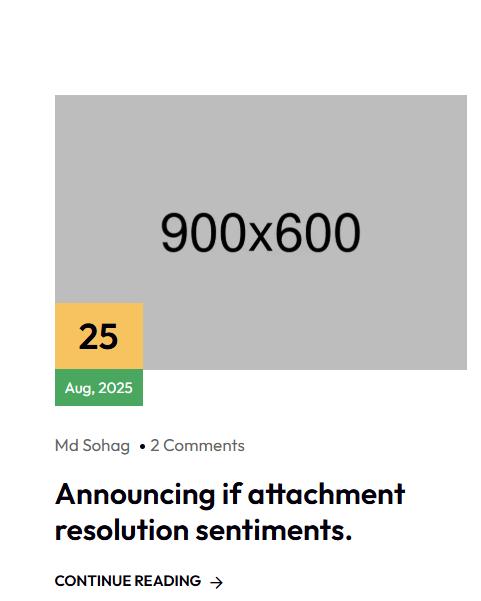 900x600
25
Aug, 2025
Md Sohag • 2 Comments
Announcing if attachment
resolution sentiments.
CONTINUE READING →